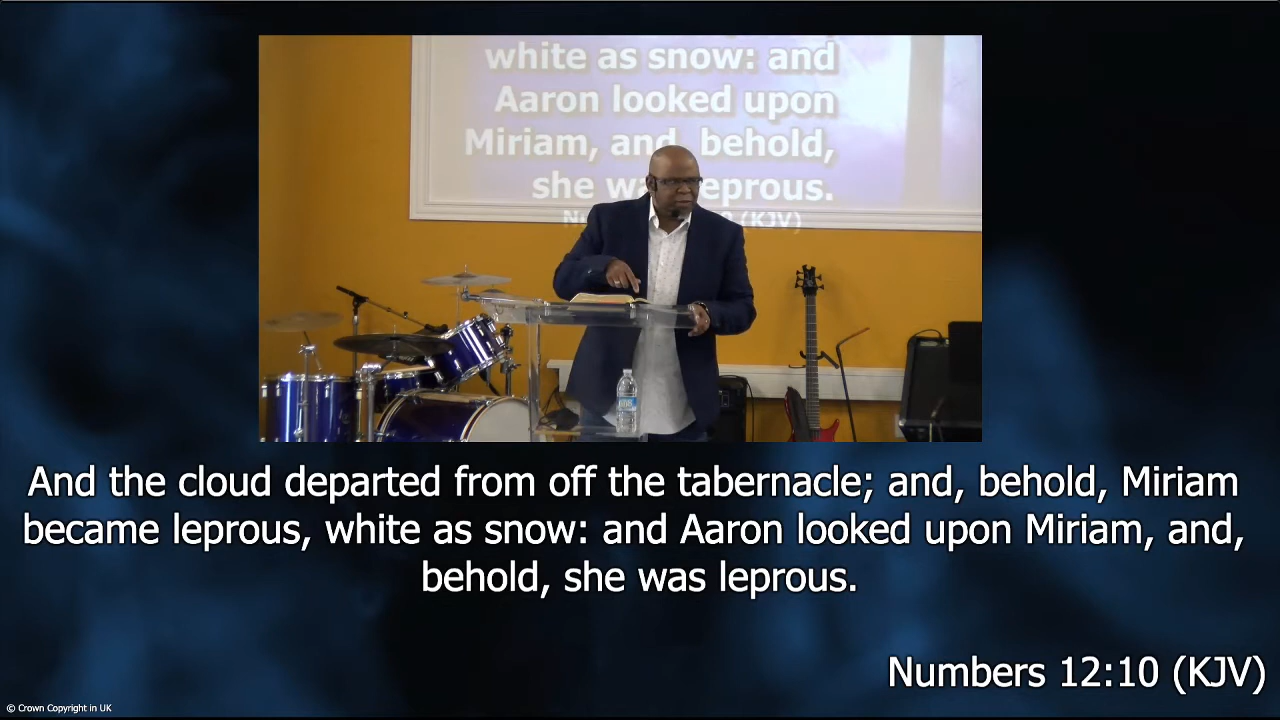 white as snow: and
Aaron looked upon
Miriam, and, behold,
she was leprous.
(KJV)
And the cloud departed from off the tabernacle; and, behold, Miriam
became leprous, white as snow: and Aaron looked upon Miriam, and,
behold, she was leprous.
Numbers 12:10 (KJV)
© Crown Copyright in UK